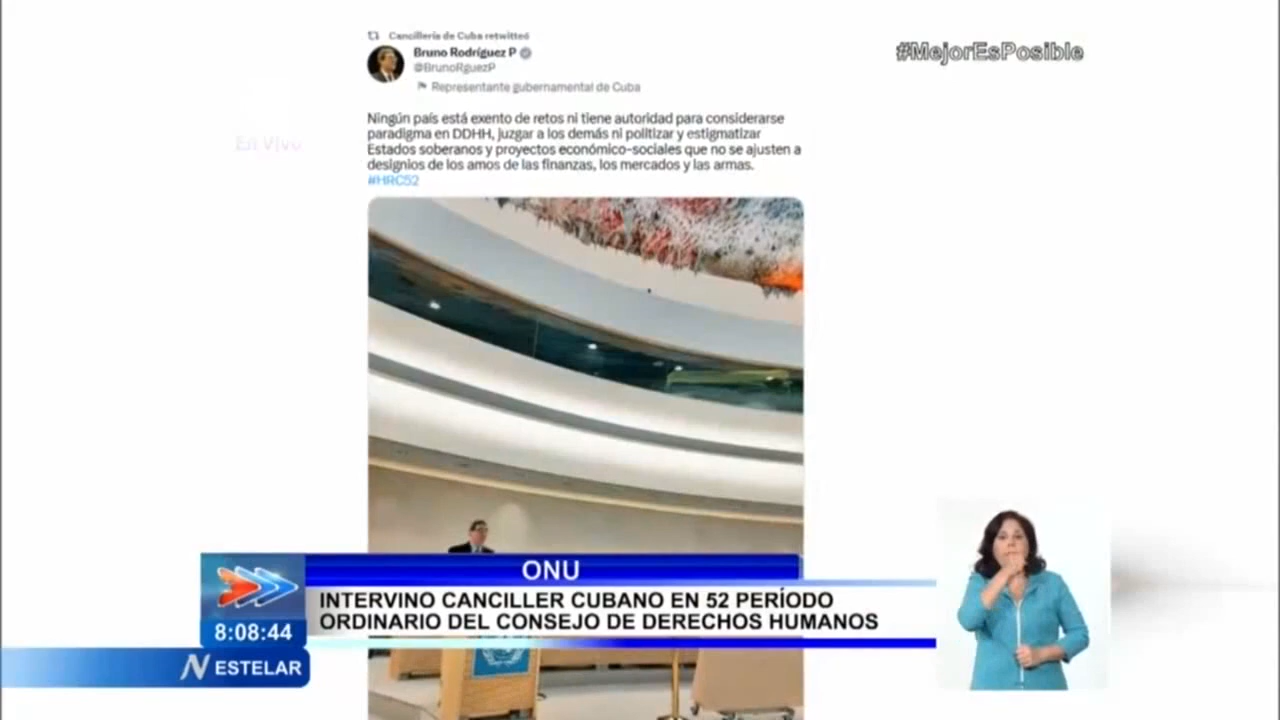 Cancillería de Cuba retwitteó
Bruno Rodríguez P
@BrunoRguezP
Representante gubernamental de Cuba
#MejorEsPosible
Ningún país está exento de retos ni tiene autoridad para considerarse
paradigma en DDHH, juzgar a los demás ni politizar y estigmatizar
Estados soberanos y proyectos económico-sociales que no se ajusten a
designios de los amos de las finanzas, los mercados y las armas.
#HRC52
En Vivo
ONU
INTERVINO CANCILLER CUBANO EN 52 PERÍODO
ORDINARIO DEL CONSEJO DE DERECHOS HUMANOS
8:08:44
N ESTELAR